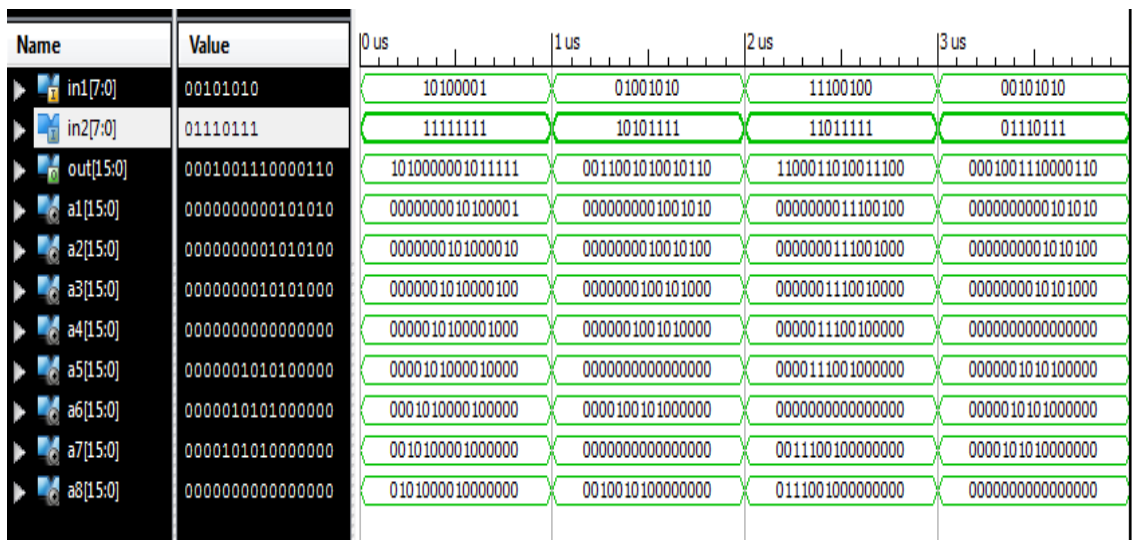 Name Value 0 us 1 us 2 us 3 us
in1[7:0] 00101010 10100001 01001010 11100100 00101010
in2[7:0] 01110111 11111111 10101111 11011111 01110111
out[15:0] 0001001110000110 1010000001011111 0011001010010110 1100011010011100 0001001110000110
a1[15:0] 0000000000101010 0000000010100001 0000000001001010 0000000011100100 0000000000101010
a2[15:0] 0000000001010100 0000000101000010 0000000010010100 0000000111001000 0000000001010100
a3[15:0] 0000000010101000 0000001010000100 0000000100101000 0000001110010000 0000000010101000
a4[15:0] 0000000000000000 0000010100001000 0000001001010000 0000011100100000 0000000000000000
a5[15:0] 0000001010100000 0000101000010000 0000000000000000 0000111001000000 0000001010100000
a6[15:0] 0000010101000000 0001010000100000 0000100101000000 0000000000000000 0000010101000000
a7[15:0] 0000101010000000 0010100001000000 0000000000000000 0011100100000000 0000101010000000
a8[15:0] 0000000000000000 0101000010000000 0010010100000000 0111001000000000 0000000000000000